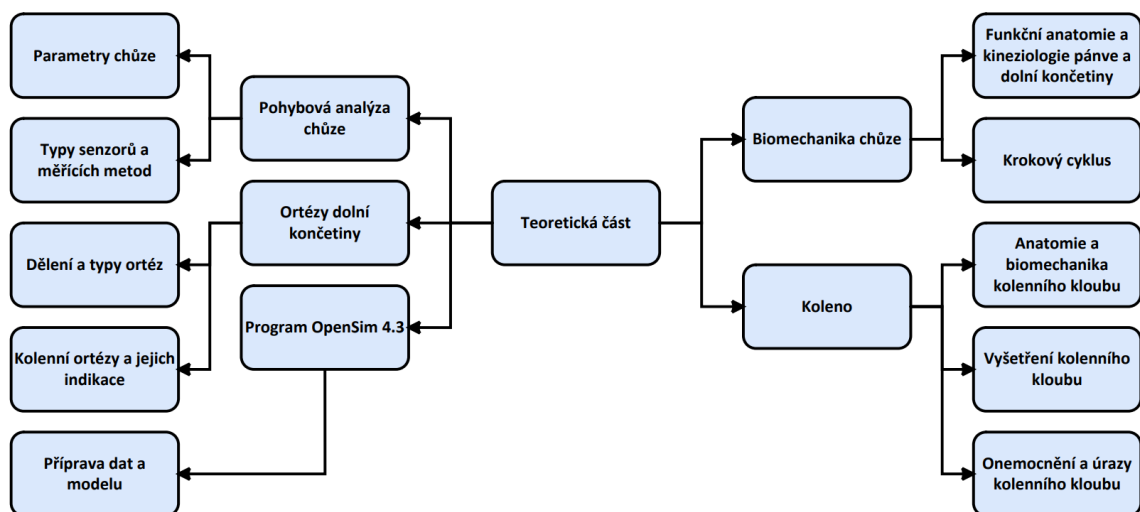 Parametry chůze
Typy senzorů a
měřících metod
Dělení a typy ortéz
Kolenní ortézy a jejich
indikace
Příprava dat a
modelu
Pohybová analýza
chůze
Ortézy dolní
končetiny
Program OpenSim 4.3
Teoretická část
Biomechanika chůze
Koleno
Funkční anatomie a
kineziologie pánve a
dolní končetiny
Krokový cyklus
Anatomie a
biomechanika
kolenního kloubu
Vyšetření kolenního
kloubu
Onemocnění a úrazy
kolenního kloubu